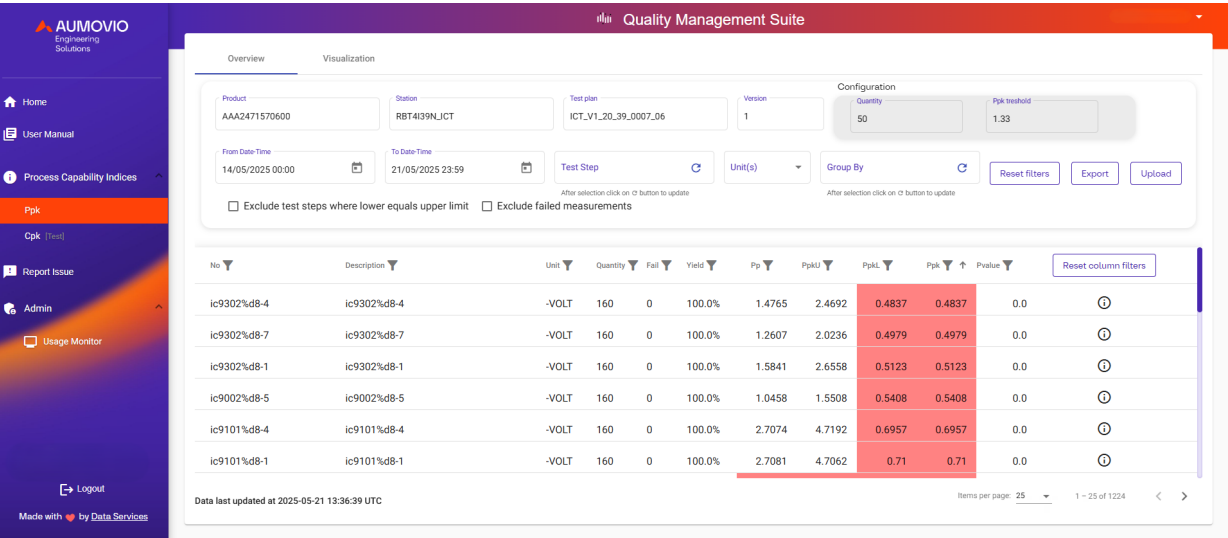 AUMOVIO
Engineering
Solutions
Home
User Manual
Process Capability Indices
Ppk
Cpk [Test]
Report Issue
Admin
Usage Monitor
Logout
Made with ❤ by Data Services
Quality Management Suite
Overview Visualization
Configuration
Product Station Test plan Version Quantity Ppk treshold
AAA2471570600 RBT4I39N_ICT ICT_V1_20_39_0007_06 1 50 1.33
From Date-Time To Date-Time
14/05/2025 00:00 21/05/2025 23:59 Test Step Unit(s) Group By Reset filters Export Upload
After selection click on ↻ button to update After selection click on ↻ button to update
Exclude test steps where lower equals upper limit Exclude failed measurements
No Description Unit Quantity Fail Yield Pp PpkU PpkL Ppk ↑ Pvalue Reset column filters
ic9302%d8-4 ic9302%d8-4 -VOLT 160 0 100.0% 1.4765 2.4692 0.4837 0.4837 0.0
ic9302%d8-7 ic9302%d8-7 -VOLT 160 0 100.0% 1.2607 2.0236 0.4979 0.4979 0.0
ic9302%d8-1 ic9302%d8-1 -VOLT 160 0 100.0% 1.5841 2.6558 0.5123 0.5123 0.0
ic9002%d8-5 ic9002%d8-5 -VOLT 160 0 100.0% 1.0458 1.5508 0.5408 0.5408 0.0
ic9101%d8-4 ic9101%d8-4 -VOLT 160 0 100.0% 2.7074 4.7192 0.6957 0.6957 0.0
ic9101%d8-1 ic9101%d8-1 -VOLT 160 0 100.0% 2.7081 4.7062 0.71 0.71 0.0
Data last updated at 2025-05-21 13:36:39 UTC
Items per page: 25 1 – 25 of 1224